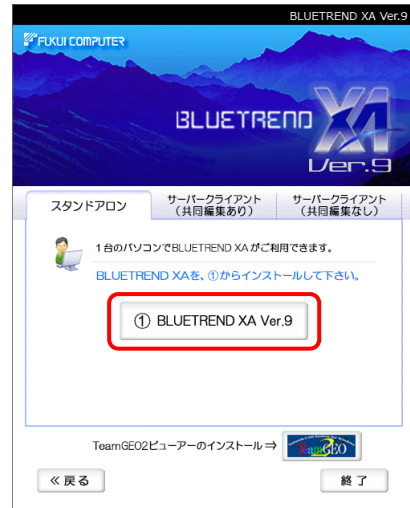 BLUETREND XA Ver.9
FUKUI COMPUTER
BLUETREND XA
Ver.9
スタンドアロン
サーバークライアント
（共同編集あり）
サーバークライアント
（共同編集なし）
1台のパソコンでBLUETREND XAがご利用できます。
BLUETREND XAを、①からインストールして下さい。
① BLUETREND XA Ver.9
TeamGEO2ビューアーのインストール⇒
TeamGEO
≪戻る
終了